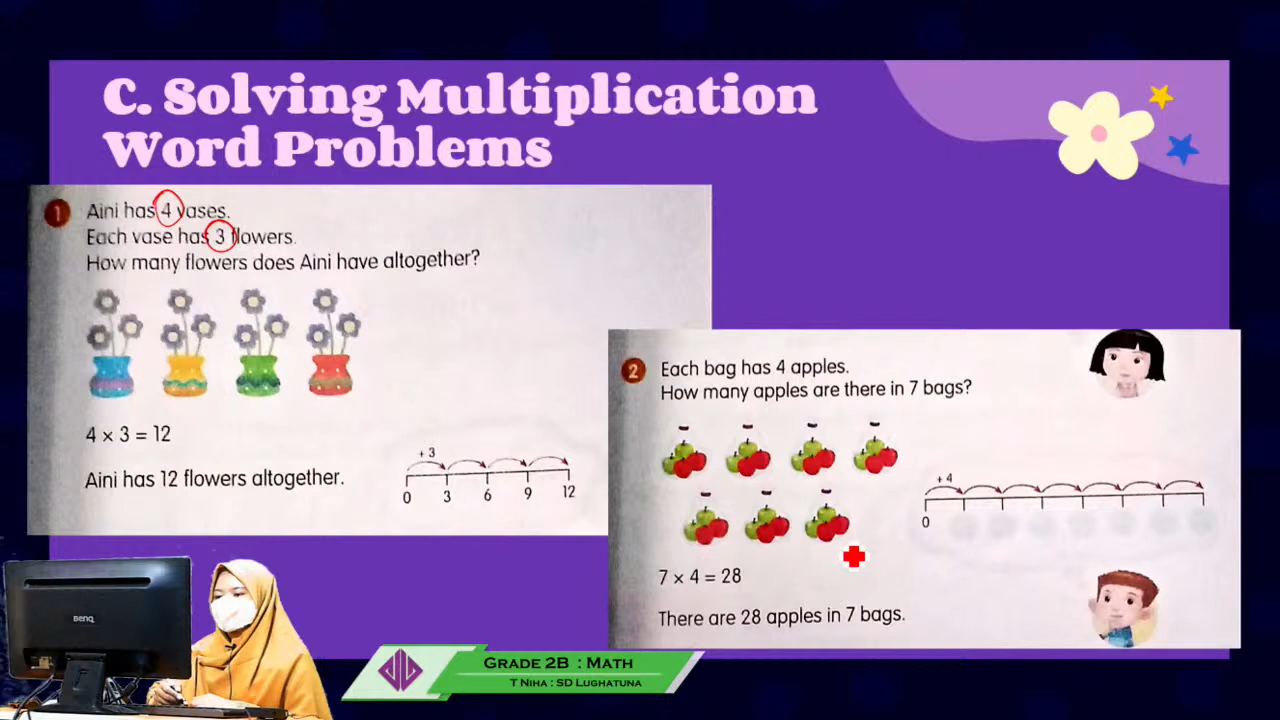 C. Solving Multiplication
Word Problems
1
Aini has 4 vases.
Each vase has 3 flowers.
How many flowers does Aini have altogether?
4 × 3 = 12
Aini has 12 flowers altogether.
+ 3
0 3 6 9 12
2
Each bag has 4 apples.
How many apples are there in 7 bags?
+ 4
0
7 × 4 = 28
There are 28 apples in 7 bags.
BenQ
Grade 2B : Math
T Niha : SD Lughatuna